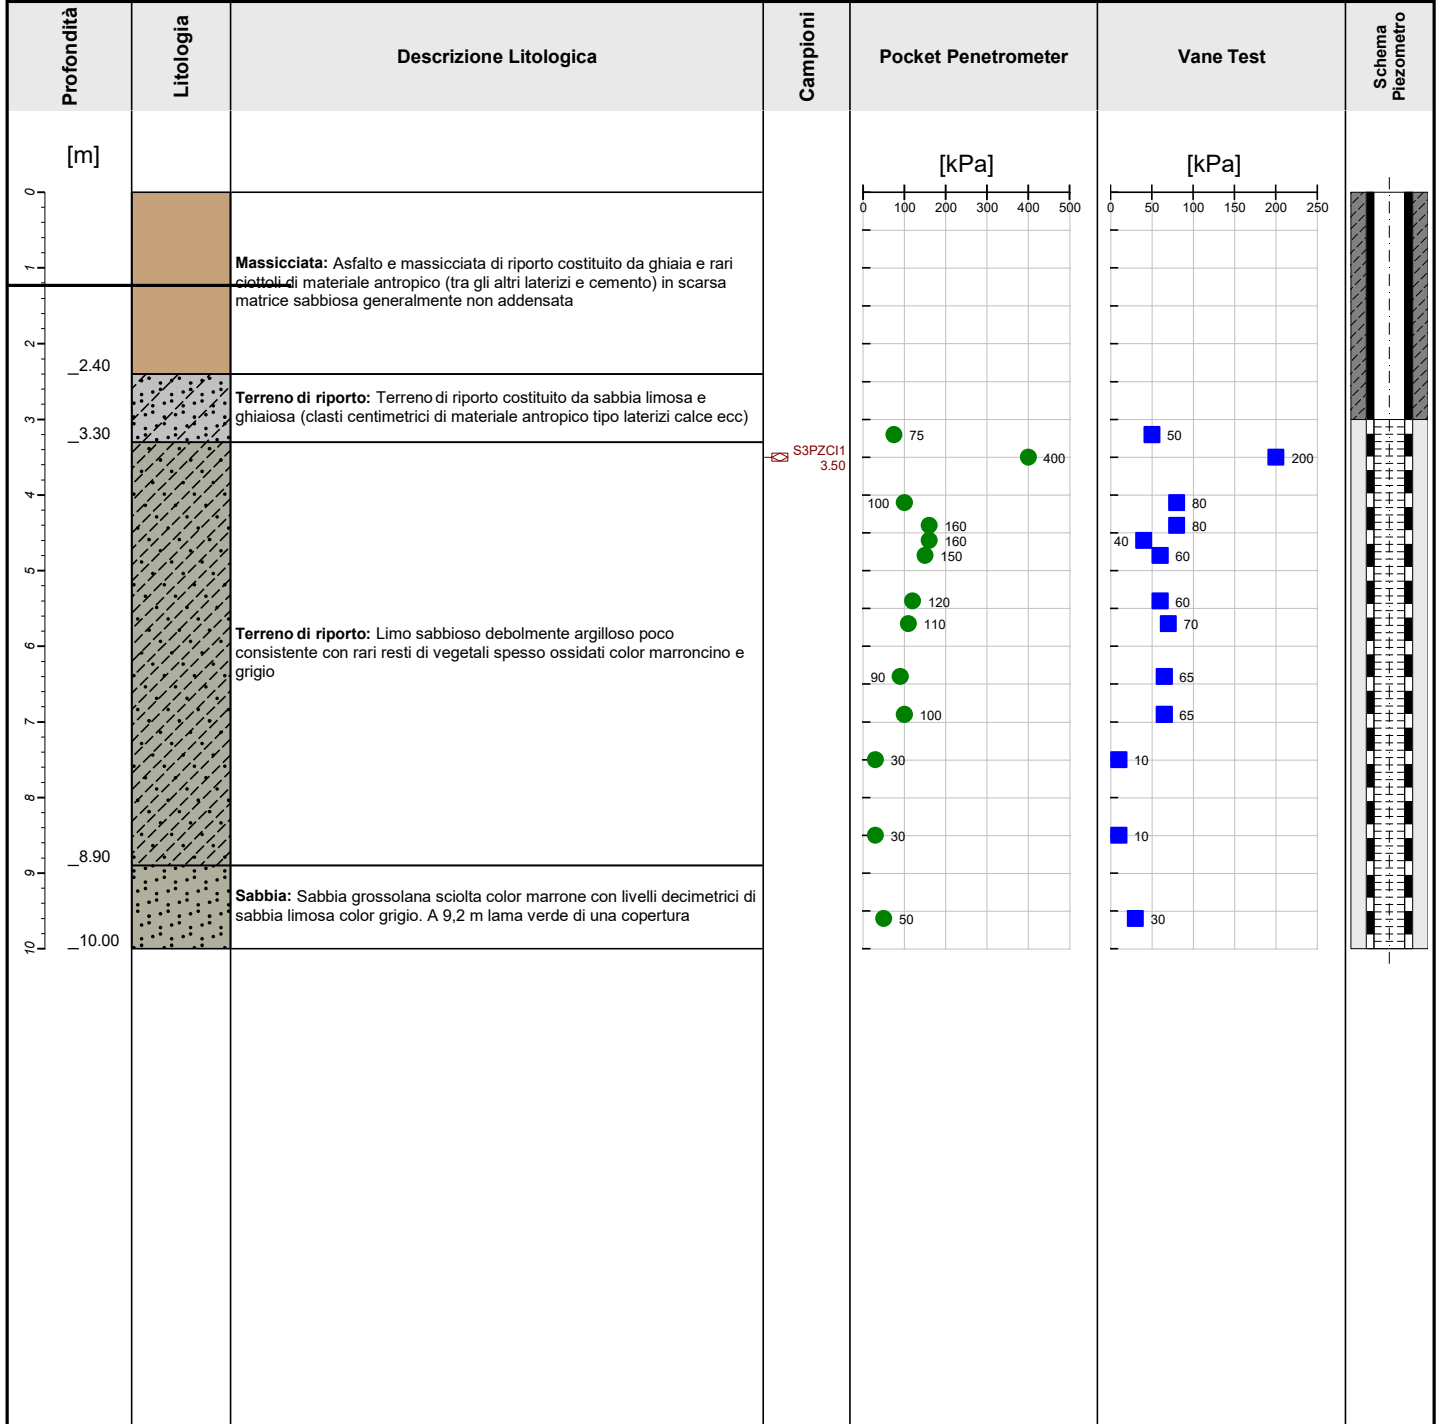 Profondità
Litologia
Descrizione Litologica
Campioni
Pocket Penetrometer
Vane Test
Schema
Piezometro
[m]
[kPa]
[kPa]
0 100 200 300 400 500
0 50 100 150 200 250
0
1
2
3
4
5
6
7
8
9
10
2.40
3.30
8.90
10.00
Massicciata: Asfalto e massicciata di riporto costituito da ghiaia e rari
ciottoli di materiale antropico (tra gli altri laterizi e cemento) in scarsa
matrice sabbiosa generalmente non addensata
Terreno di riporto: Terreno di riporto costituito da sabbia limosa e
ghiaiosa (clasti centimetrici di materiale antropico tipo laterizi calce ecc)
Terreno di riporto: Limo sabbioso debolmente argilloso poco
consistente con rari resti di vegetali spesso ossidati color marroncino e
grigio
Sabbia: Sabbia grossolana sciolta color marrone con livelli decimetrici di
sabbia limosa color grigio. A 9,2 m lama verde di una copertura
S3PZCI1
3.50
75
400
100
160
160
150
120
110
90
100
30
30
50
50
200
80
80
40
60
60
70
65
65
10
10
30